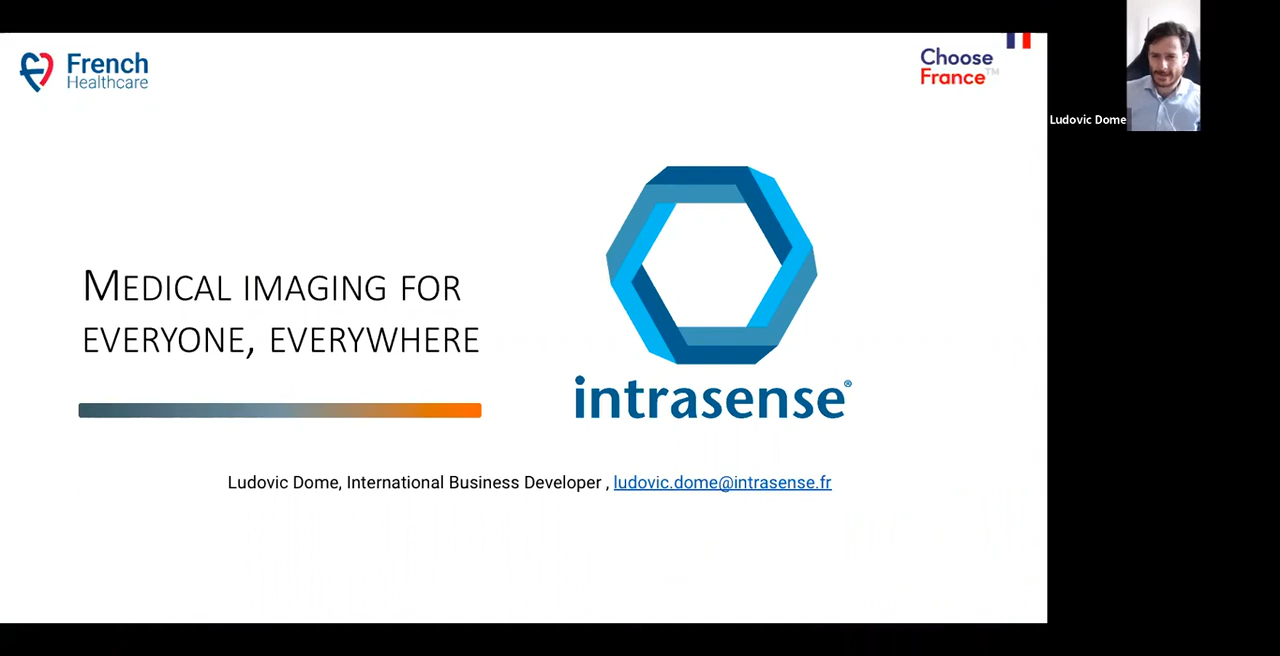 French
Healthcare
Choose
France™
Ludovic Dome
MEDICAL IMAGING FOR
EVERYONE, EVERYWHERE
intrasense®
Ludovic Dome, International Business Developer , ludovic.dome@intrasense.fr